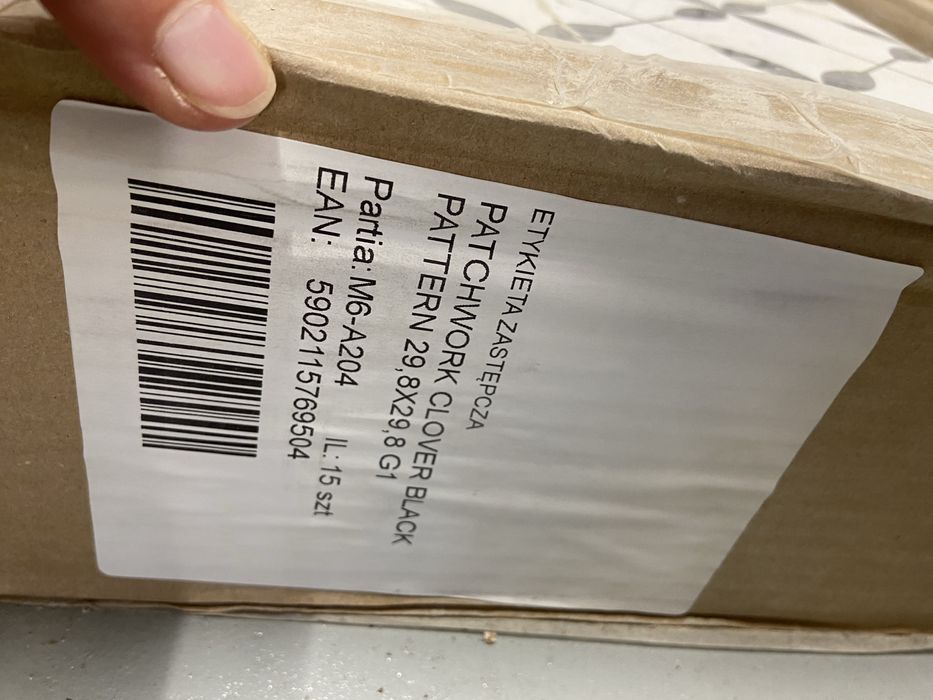 ETYKIETA ZASTĘPCZA
PATCHWORK CLOVER BLACK
PATTERN 29,8X29,8 G1
Partia: M6-A204 IL: 15 szt
EAN: 5902115769504